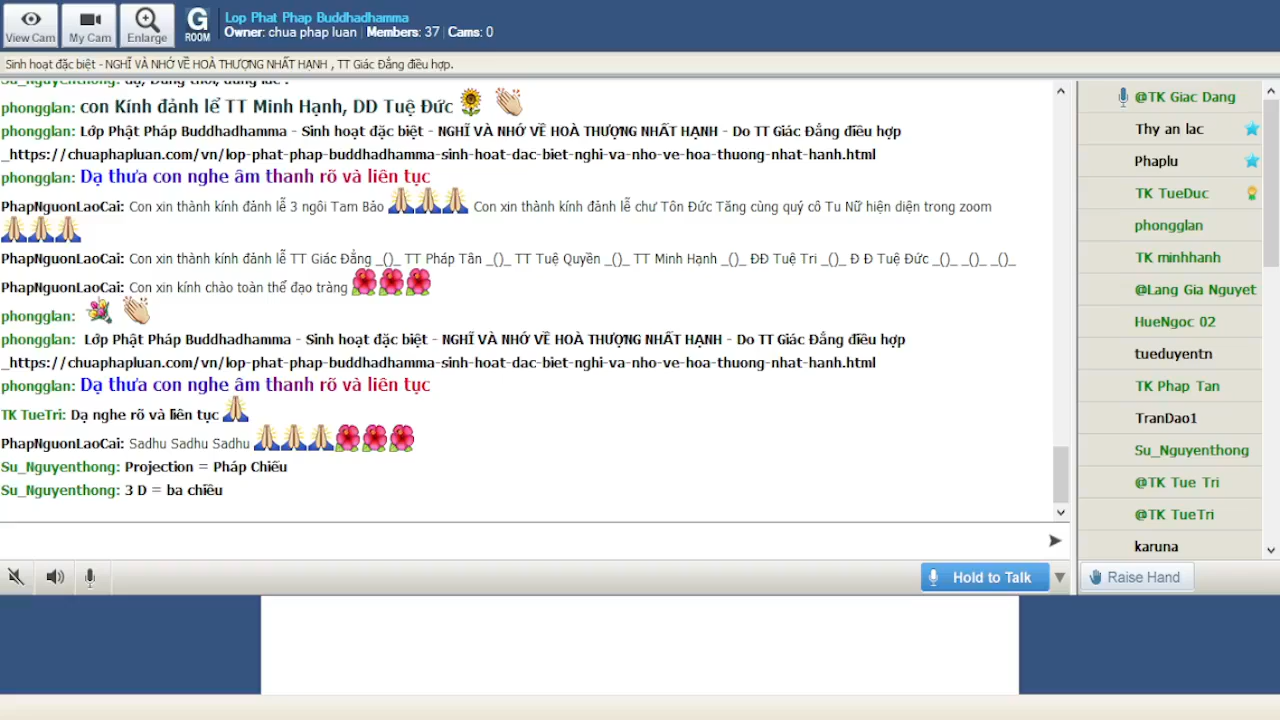 View Cam
My Cam
Enlarge
G
ROOM
Lop Phat Phap Buddhadhamma
Owner: chua phap luan | Members: 37 | Cams: 0
Sinh hoạt đặc biệt - NGHĨ VÀ NHỚ VỀ HOÀ THƯỢNG NHẤT HẠNH , TT Giác Đẳng điều hợp.
phongglan: con Kính đảnh lể TT Minh Hạnh, DD Tuệ Đức
phongglan: Lớp Phật Pháp Buddhadhamma - Sinh hoạt đặc biệt - NGHĨ VÀ NHỚ VỀ HOÀ THƯỢNG NHẤT HẠNH - Do TT Giác Đẳng điều hợp
_https://chuaphapluan.com/vn/lop-phat-phap-buddhadhamma-sinh-hoat-dac-biet-nghi-va-nho-ve-hoa-thuong-nhat-hanh.html
phongglan: Dạ thưa con nghe âm thanh rõ và liên tục
PhapNguonLaoCai: Con xin thành kính đảnh lễ 3 ngôi Tam Bảo Con xin thành kính đảnh lễ chư Tôn Đức Tăng cùng quý cô Tu Nữ hiện diện trong zoom
PhapNguonLaoCai: Con xin thành kính đảnh lễ TT Giác Đẳng _()_ TT Pháp Tân _()_ TT Tuệ Quyền _()_ TT Minh Hạnh _()_ ĐĐ Tuệ Tri _()_ Đ Đ Tuệ Đức _()_ _()_ _()_
PhapNguonLaoCai: Con xin kính chào toàn thể đạo tràng
phongglan:
phongglan: Lớp Phật Pháp Buddhadhamma - Sinh hoạt đặc biệt - NGHĨ VÀ NHỚ VỀ HOÀ THƯỢNG NHẤT HẠNH - Do TT Giác Đẳng điều hợp
_https://chuaphapluan.com/vn/lop-phat-phap-buddhadhamma-sinh-hoat-dac-biet-nghi-va-nho-ve-hoa-thuong-nhat-hanh.html
phongglan: Dạ thưa con nghe âm thanh rõ và liên tục
TK TueTri: Dạ nghe rõ và liên tục
PhapNguonLaoCai: Sadhu Sadhu Sadhu
Su_Nguyenthong: Projection = Pháp Chiếu
Su_Nguyenthong: 3 D = ba chiều
Hold to Talk
@TK Giac Dang
Thy an lac
Phaplu
TK TueDuc
phongglan
TK minhhanh
@Lang Gia Nguyet
HueNgoc 02
tueduyentn
TK Phap Tan
TranDao1
Su_Nguyenthong
@TK Tue Tri
@TK TueTri
karuna
Raise Hand